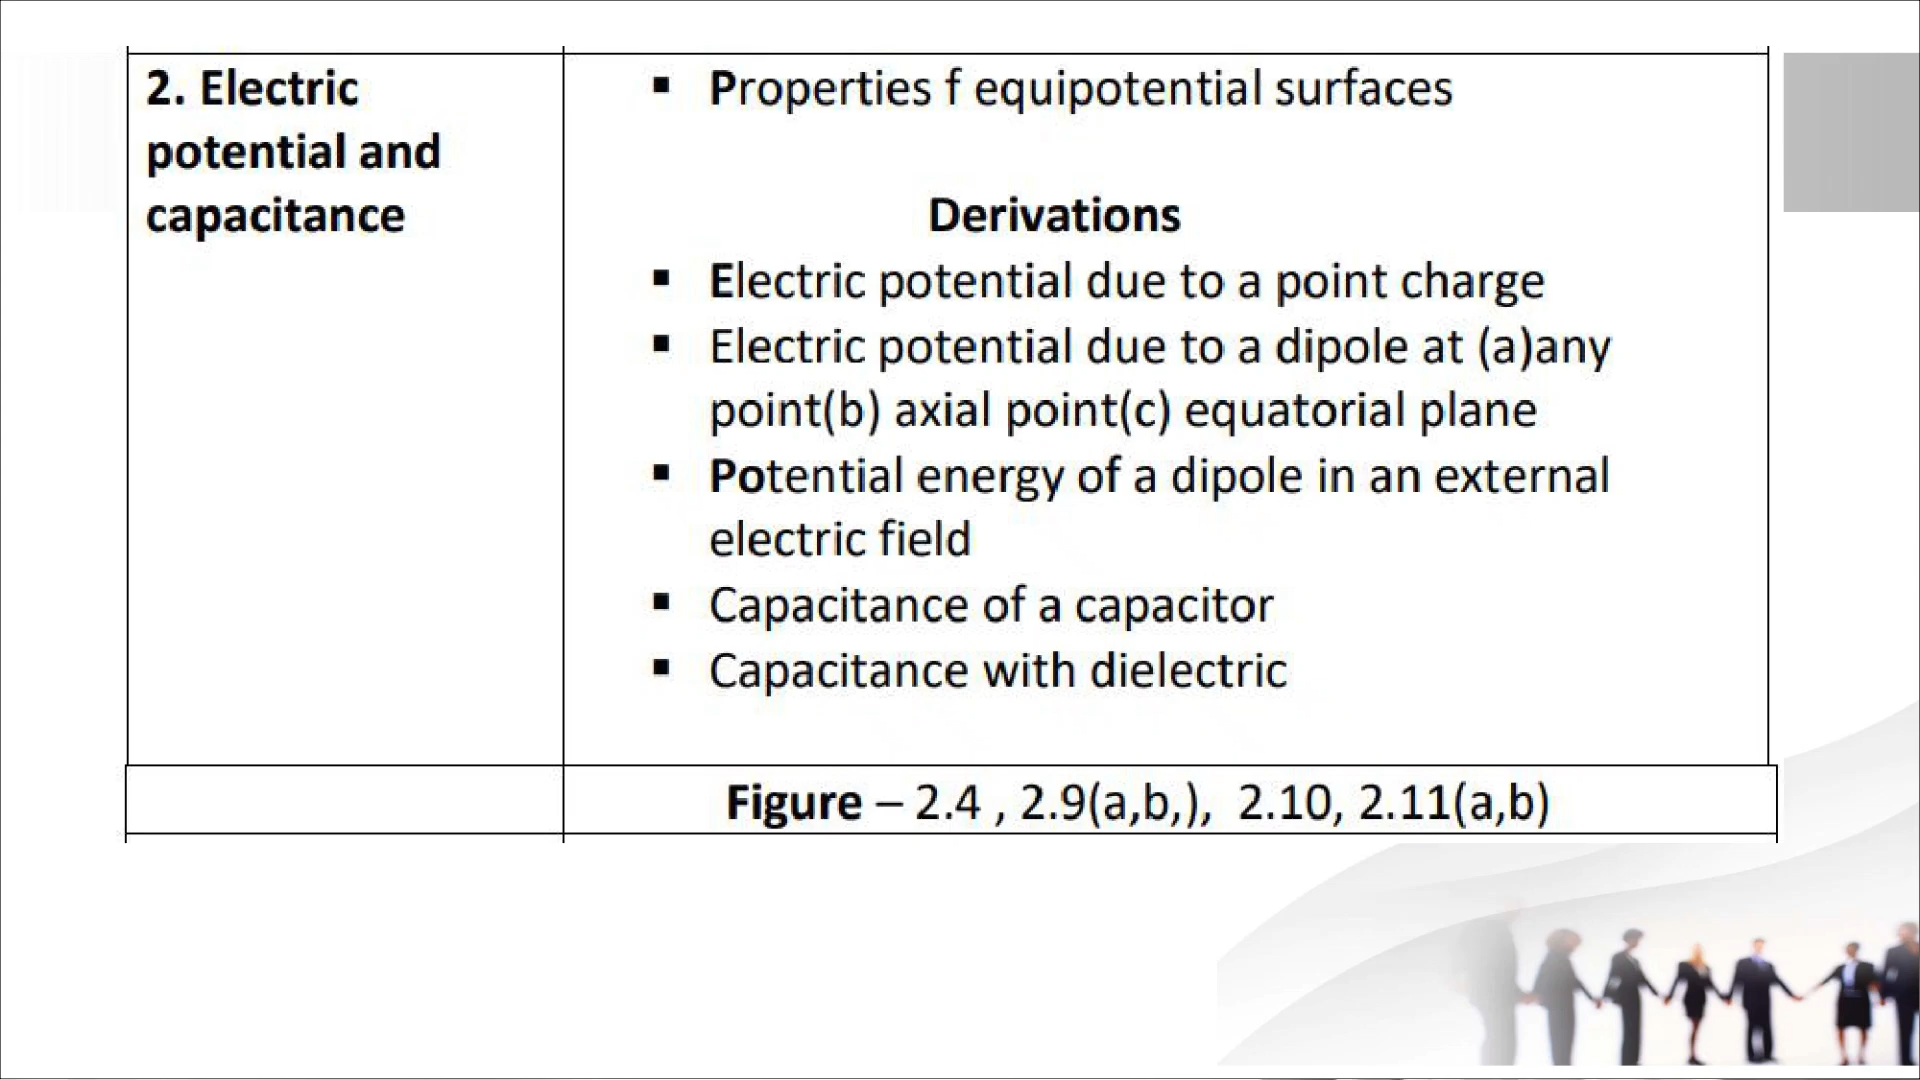 2. Electric
potential and
capacitance
▪ Properties f equipotential surfaces
Derivations
▪ Electric potential due to a point charge
▪ Electric potential due to a dipole at (a)any
point(b) axial point(c) equatorial plane
▪ Potential energy of a dipole in an external
electric field
▪ Capacitance of a capacitor
▪ Capacitance with dielectric
Figure – 2.4 , 2.9(a,b,), 2.10, 2.11(a,b)